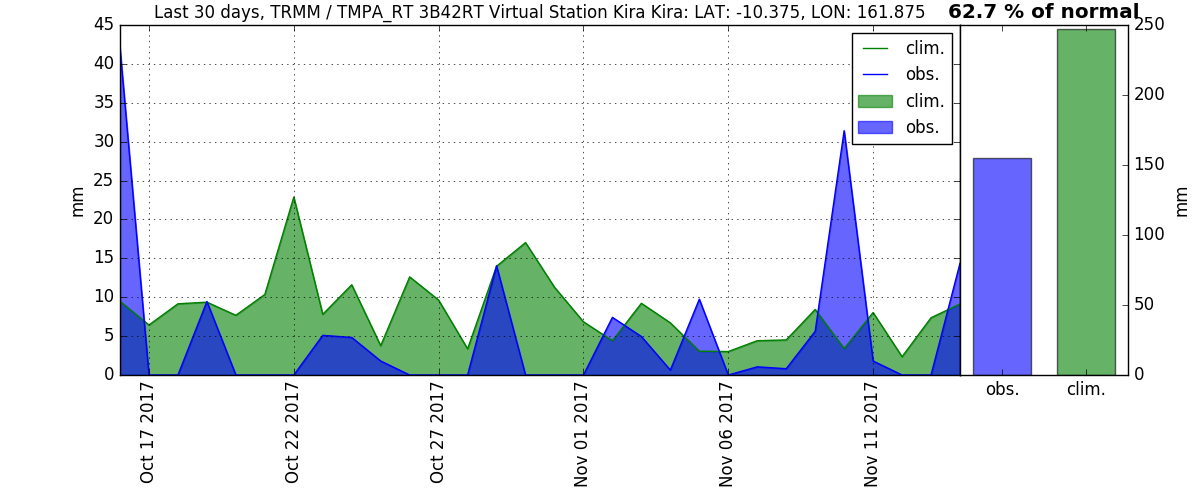 Last 30 days, TRMM / TMPA_RT 3B42RT Virtual Station Kira Kira: LAT: -10.375, LON: 161.875
62.7 % of normal
45
40
35
30
25
20
15
10
5
0
mm
clim.
obs.
clim.
obs.
Oct 17 2017
Oct 22 2017
Oct 27 2017
Nov 01 2017
Nov 06 2017
Nov 11 2017
250
200
150
100
50
0
mm
obs.
clim.